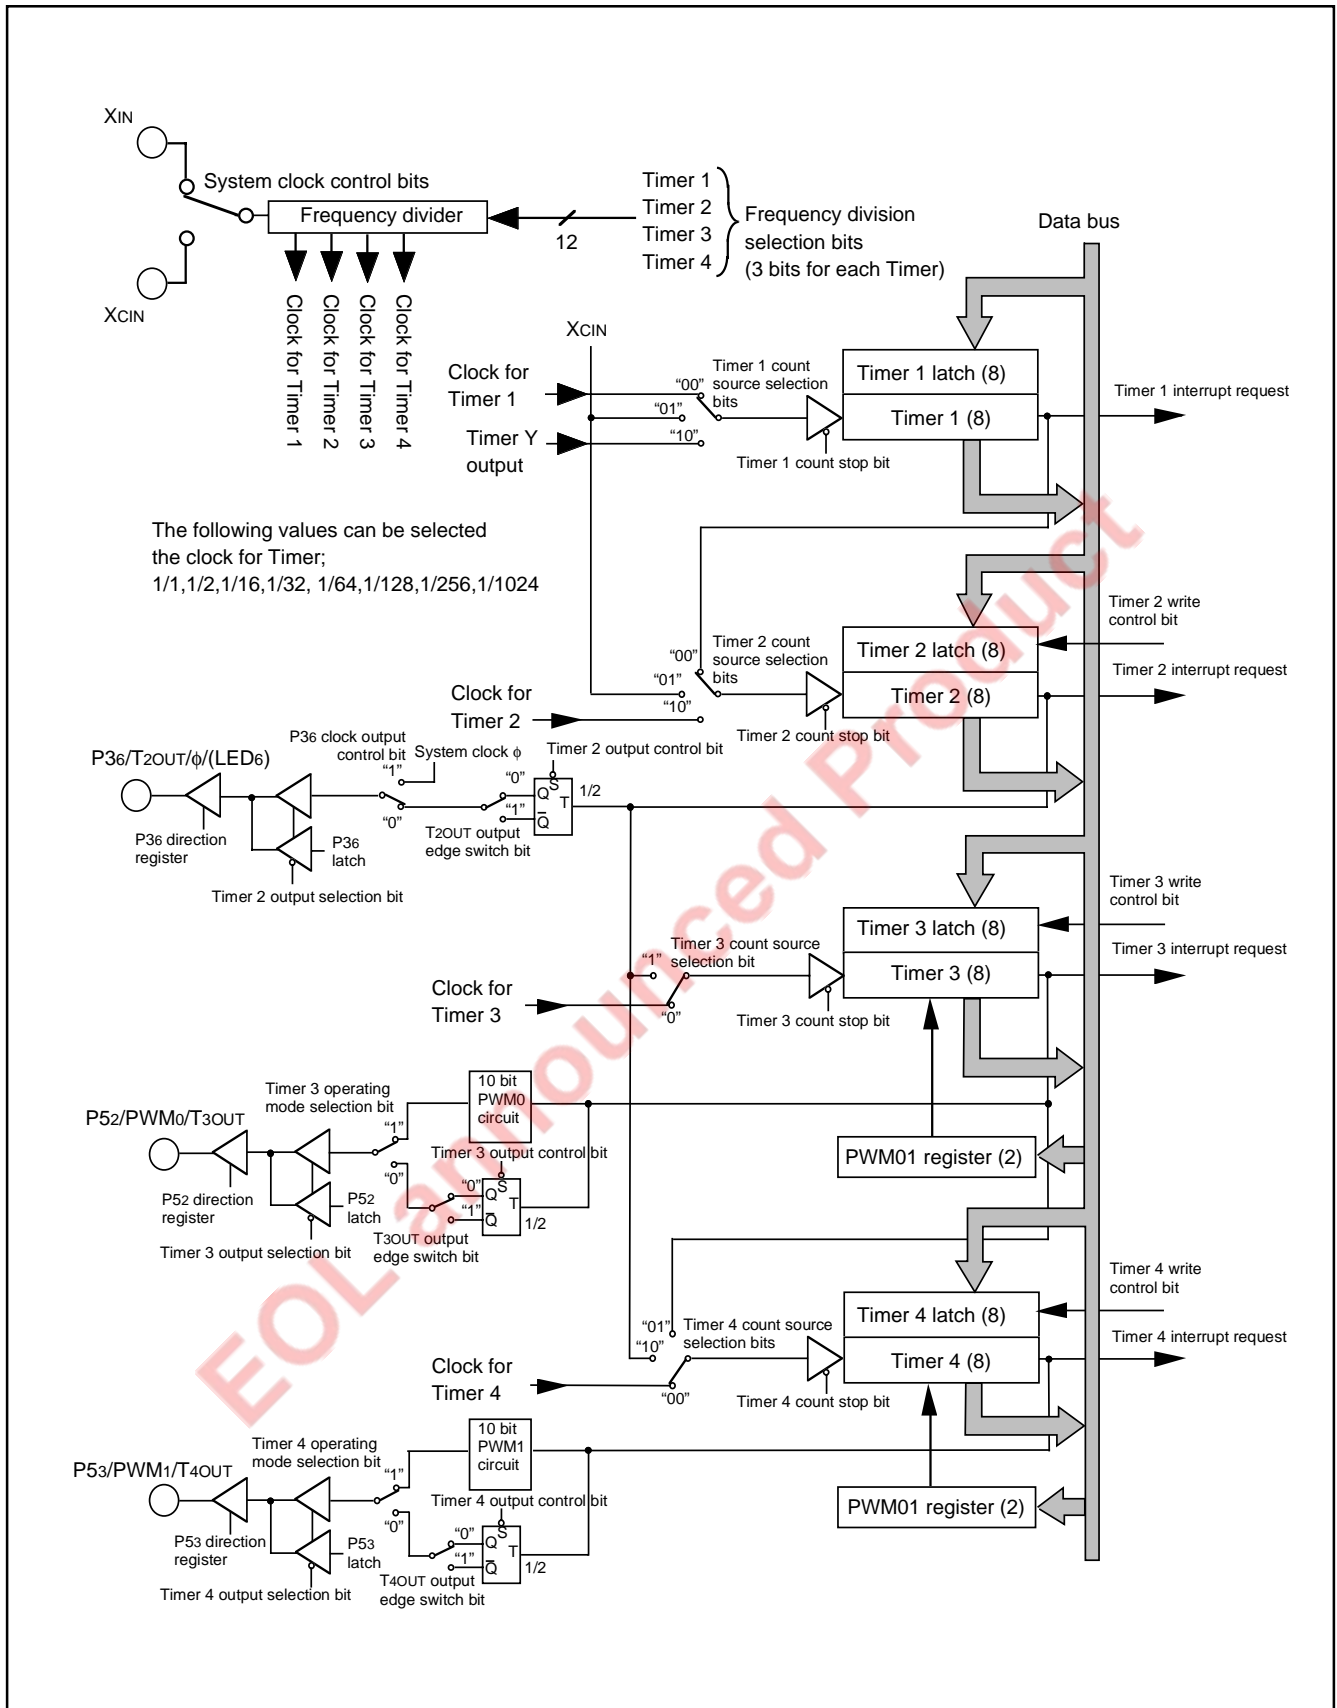 XIN
System clock control bits
Frequency divider
XCIN
12
Timer 1
Timer 2
Timer 3
Timer 4
Frequency division
selection bits
(3 bits for each Timer)
Data bus
Clock for Timer 1
Clock for Timer 2
Clock for Timer 3
Clock for Timer 4
XCIN
Clock for
Timer 1
Timer Y
output
“00”
“01”
“10”
Timer 1 count
source selection
bits
Timer 1 count stop bit
Timer 1 latch (8)
Timer 1 (8)
Timer 1 interrupt request
The following values can be selected
the clock for Timer;
1/1,1/2,1/16,1/32, 1/64,1/128,1/256,1/1024
Clock for
Timer 2
“00”
“01”
“10”
Timer 2 count
source selection
bits
Timer 2 count stop bit
Timer 2 latch (8)
Timer 2 (8)
Timer 2 write
control bit
Timer 2 interrupt request
P36/T2OUT/ϕ/(LED6)
P36 clock output
control bit
System clock ϕ
Timer 2 output control bit
“1”
“0”
“0”
“1”
Q
S
T
Q̅
1/2
T2OUT output
edge switch bit
P36 direction
register
P36
latch
Timer 2 output selection bit
Clock for
Timer 3
“1”
“0”
Timer 3 count source
selection bit
Timer 3 count stop bit
Timer 3 latch (8)
Timer 3 (8)
Timer 3 write
control bit
Timer 3 interrupt request
PWM01 register (2)
P52/PWM0/T3OUT
Timer 3 operating
mode selection bit
“1”
“0”
10 bit
PWM0
circuit
Timer 3 output control bit
“0”
“1”
Q
S
T
Q̅
1/2
T3OUT output
edge switch bit
P52 direction
register
P52
latch
Timer 3 output selection bit
Clock for
Timer 4
“01”
“10”
“00”
Timer 4 count source
selection bits
Timer 4 count stop bit
Timer 4 latch (8)
Timer 4 (8)
Timer 4 write
control bit
Timer 4 interrupt request
PWM01 register (2)
P53/PWM1/T4OUT
Timer 4 operating
mode selection bit
“1”
“0”
10 bit
PWM1
circuit
Timer 4 output control bit
“0”
“1”
Q
S
T
Q̅
1/2
T4OUT output
edge switch bit
P53 direction
register
P53
latch
Timer 4 output selection bit
EOL announced Product